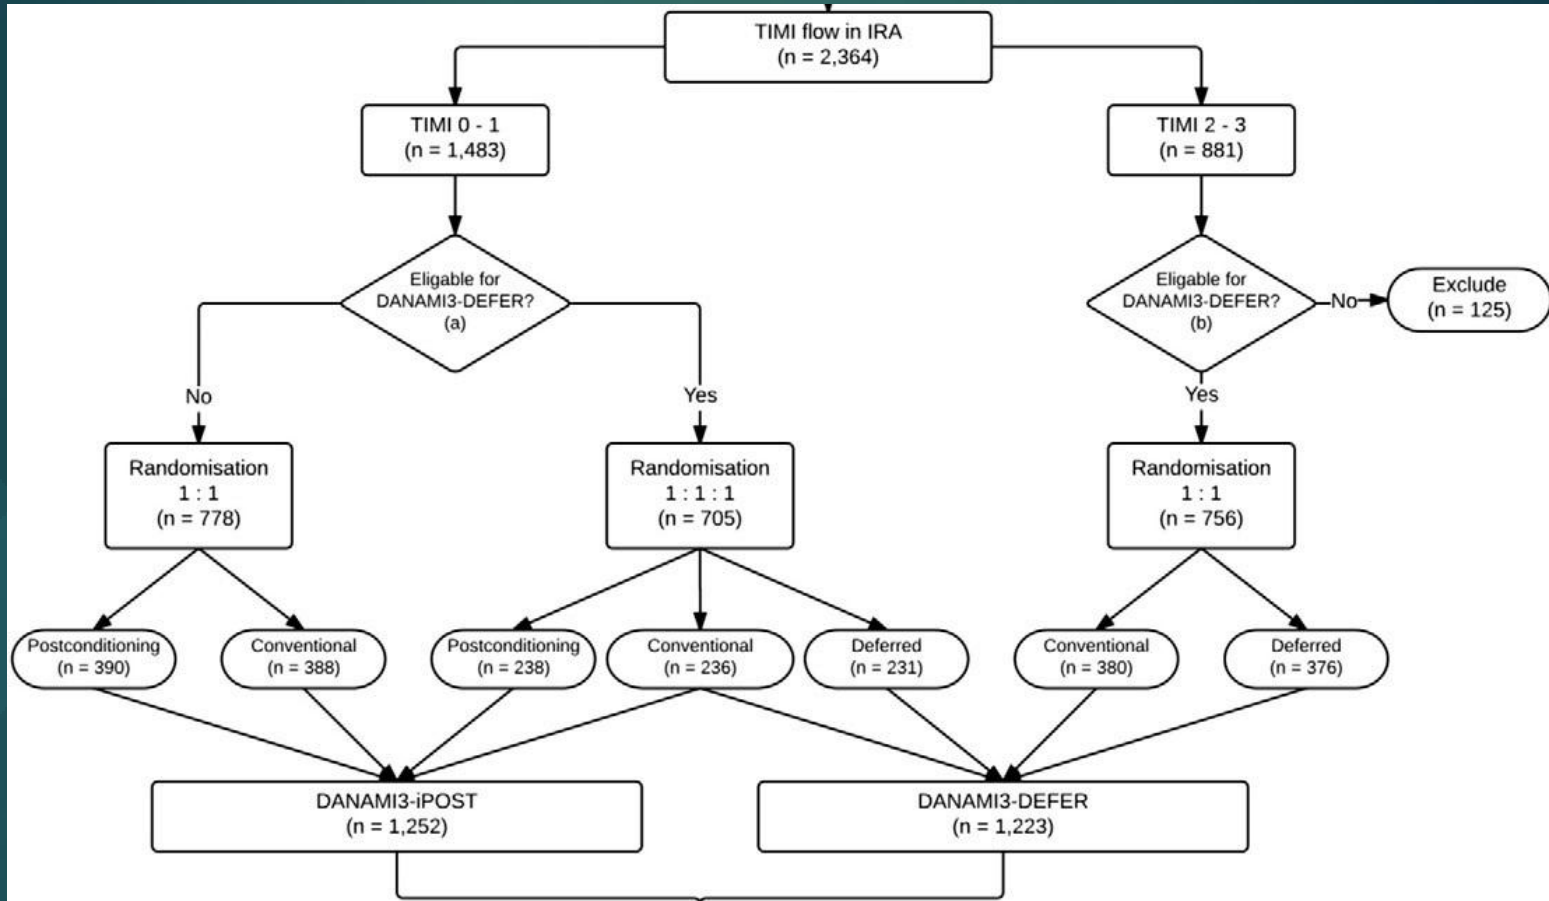 TIMI flow in IRA
(n = 2,364)
TIMI 0 - 1
(n = 1,483)
TIMI 2 - 3
(n = 881)
Eligable for
DANAMI3-DEFER?
(a)
Eligable for
DANAMI3-DEFER?
(b)
No
Exclude
(n = 125)
No
Yes
Yes
Randomisation
1 : 1
(n = 778)
Randomisation
1 : 1 : 1
(n = 705)
Randomisation
1 : 1
(n = 756)
Postconditioning
(n = 390)
Conventional
(n = 388)
Postconditioning
(n = 238)
Conventional
(n = 236)
Deferred
(n = 231)
Conventional
(n = 380)
Deferred
(n = 376)
DANAMI3-iPOST
(n = 1,252)
DANAMI3-DEFER
(n = 1,223)